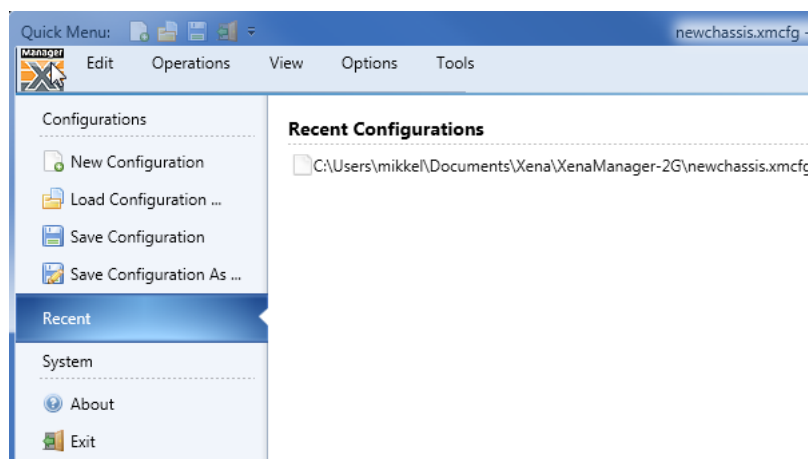 Quick Menu:
newchassis.xmcfg -
Manager
Edit Operations View Options Tools
Configurations
New Configuration
Load Configuration ...
Save Configuration
Save Configuration As ...
Recent
System
About
Exit
Recent Configurations
C:\Users\mikkel\Documents\Xena\XenaManager-2G\newchassis.xmcfg